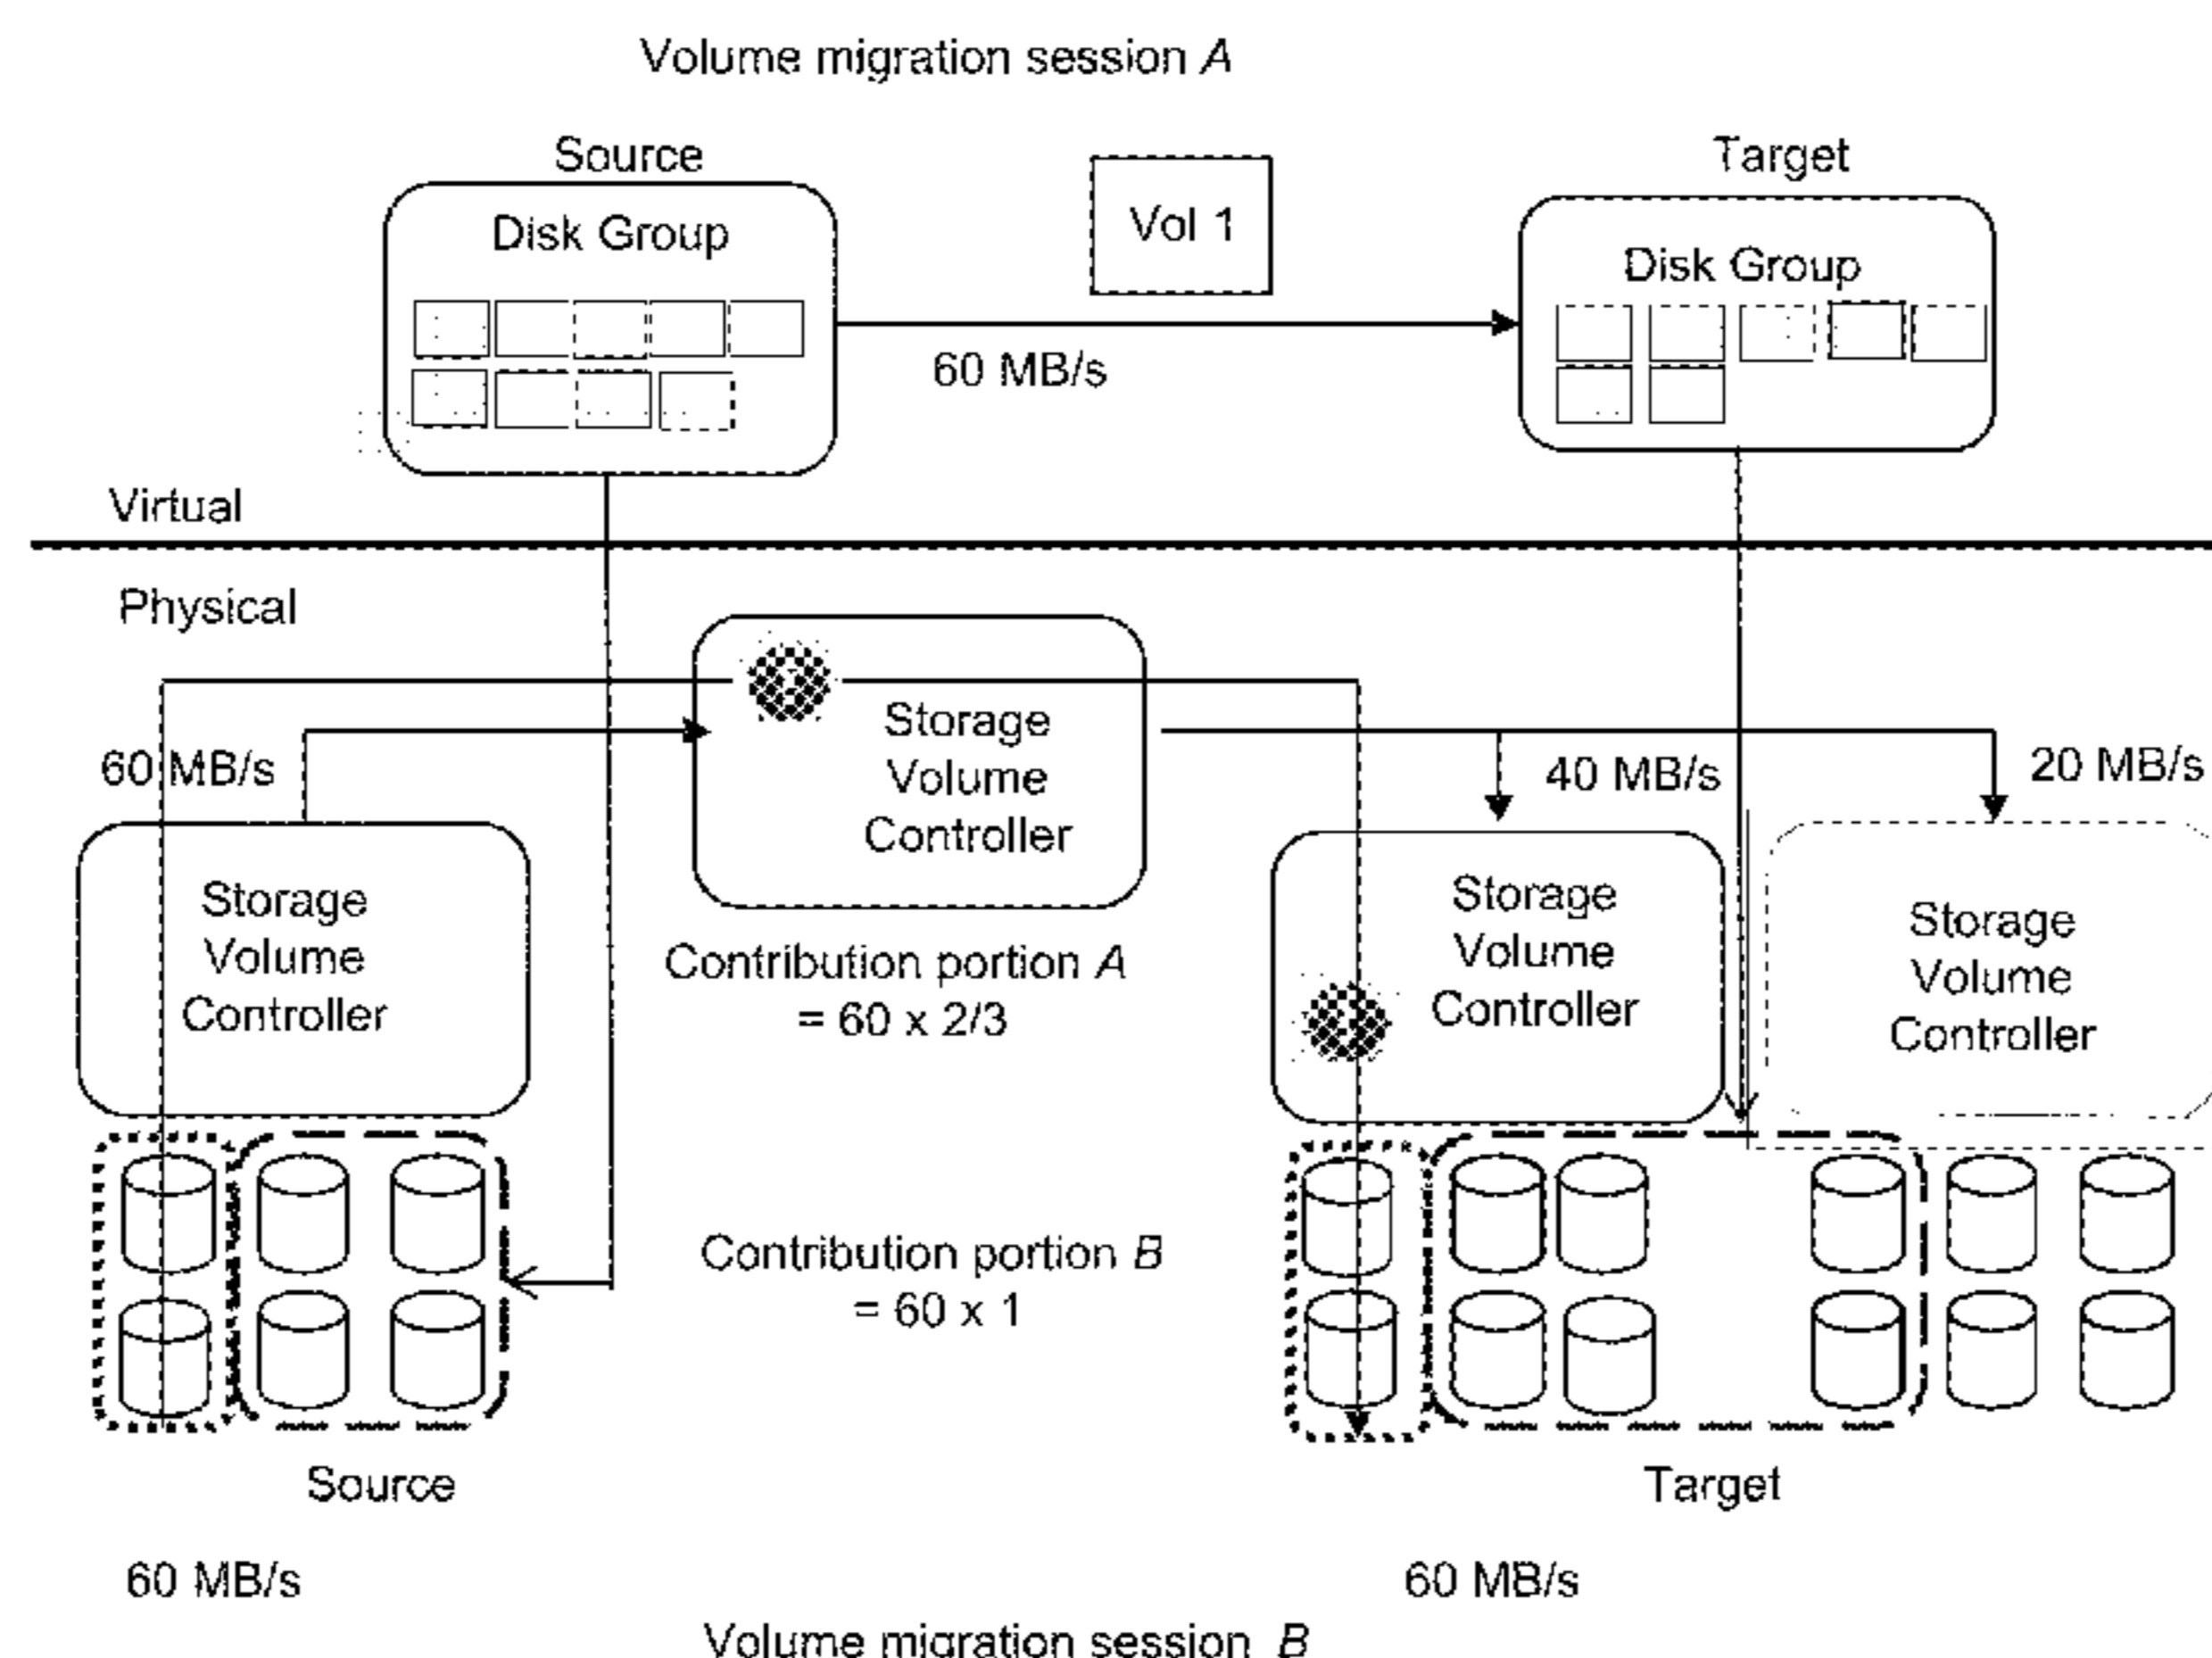 Volume migration session A
Source
Target
Disk Group
Vol 1
Disk Group
60 MB/s
Virtual
Physical
Storage
Volume
Controller
60 MB/s
40 MB/s
20 MB/s
Storage
Volume
Controller
Storage
Volume
Controller
Storage
Volume
Controller
Contribution portion A
= 60 x 2/3
Contribution portion B
= 60 x 1
Source
Target
60 MB/s
60 MB/s
Volume migration session B